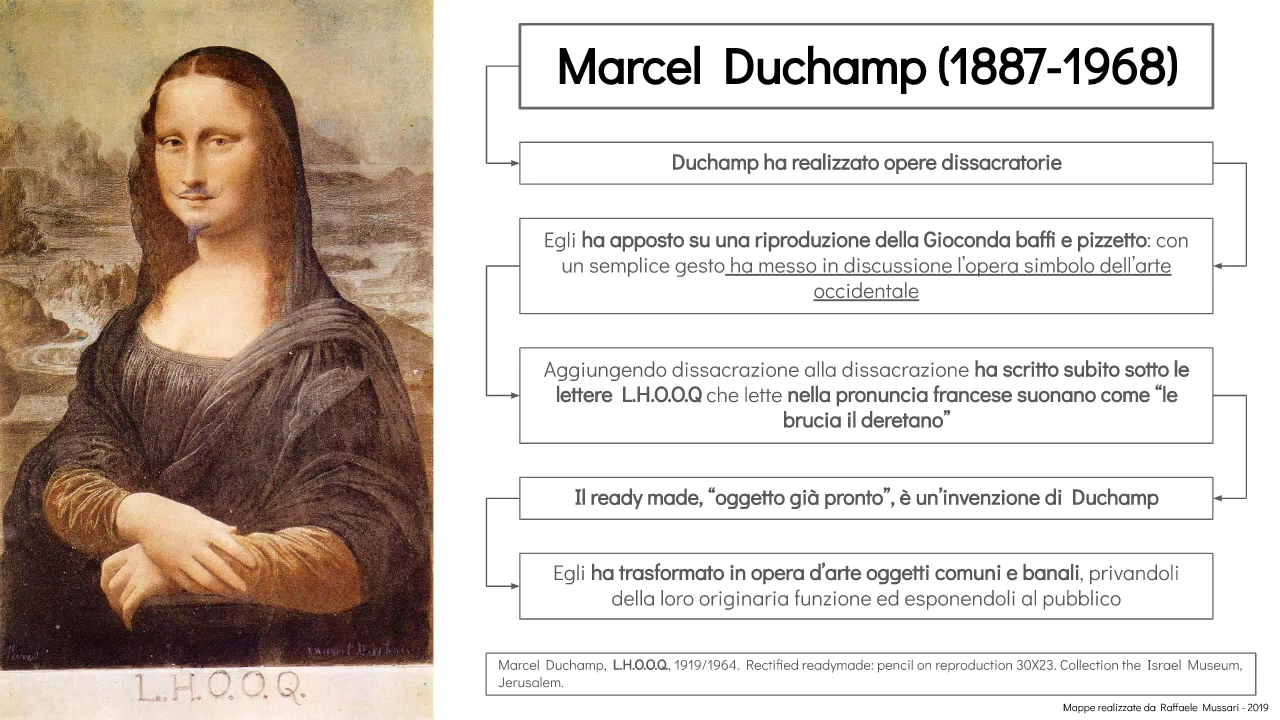 Marcel Duchamp (1887-1968)
Duchamp ha realizzato opere dissacratorie
Egli ha apposto su una riproduzione della Gioconda baffi e pizzetto: con
un semplice gesto ha messo in discussione l'opera simbolo dell'arte
occidentale
Aggiungendo dissacrazione alla dissacrazione ha scritto subito sotto le
lettere L.H.O.O.Q che lette nella pronuncia francese suonano come “le
brucia il deretano”
Il ready made, “oggetto già pronto”, è un'invenzione di Duchamp
Egli ha trasformato in opera d'arte oggetti comuni e banali, privandoli
della loro originaria funzione ed esponendoli al pubblico
Marcel Duchamp, L.H.O.O.Q., 1919/1964. Rectified readymade: pencil on reproduction 30X23. Collection the Israel Museum,
Jerusalem.
Mappe realizzate da Raffaele Mussari - 2019
L.H.O.O.Q.